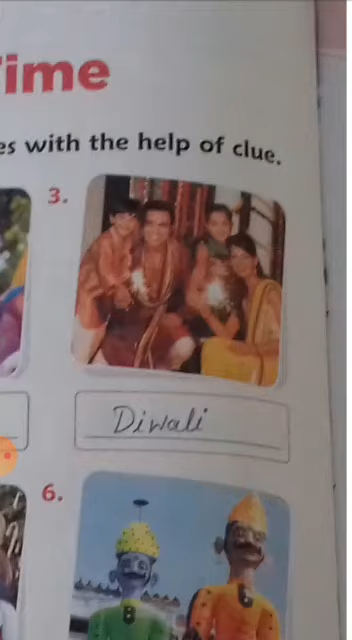 ime
es with the help of clue.
3.
Diwali
6.